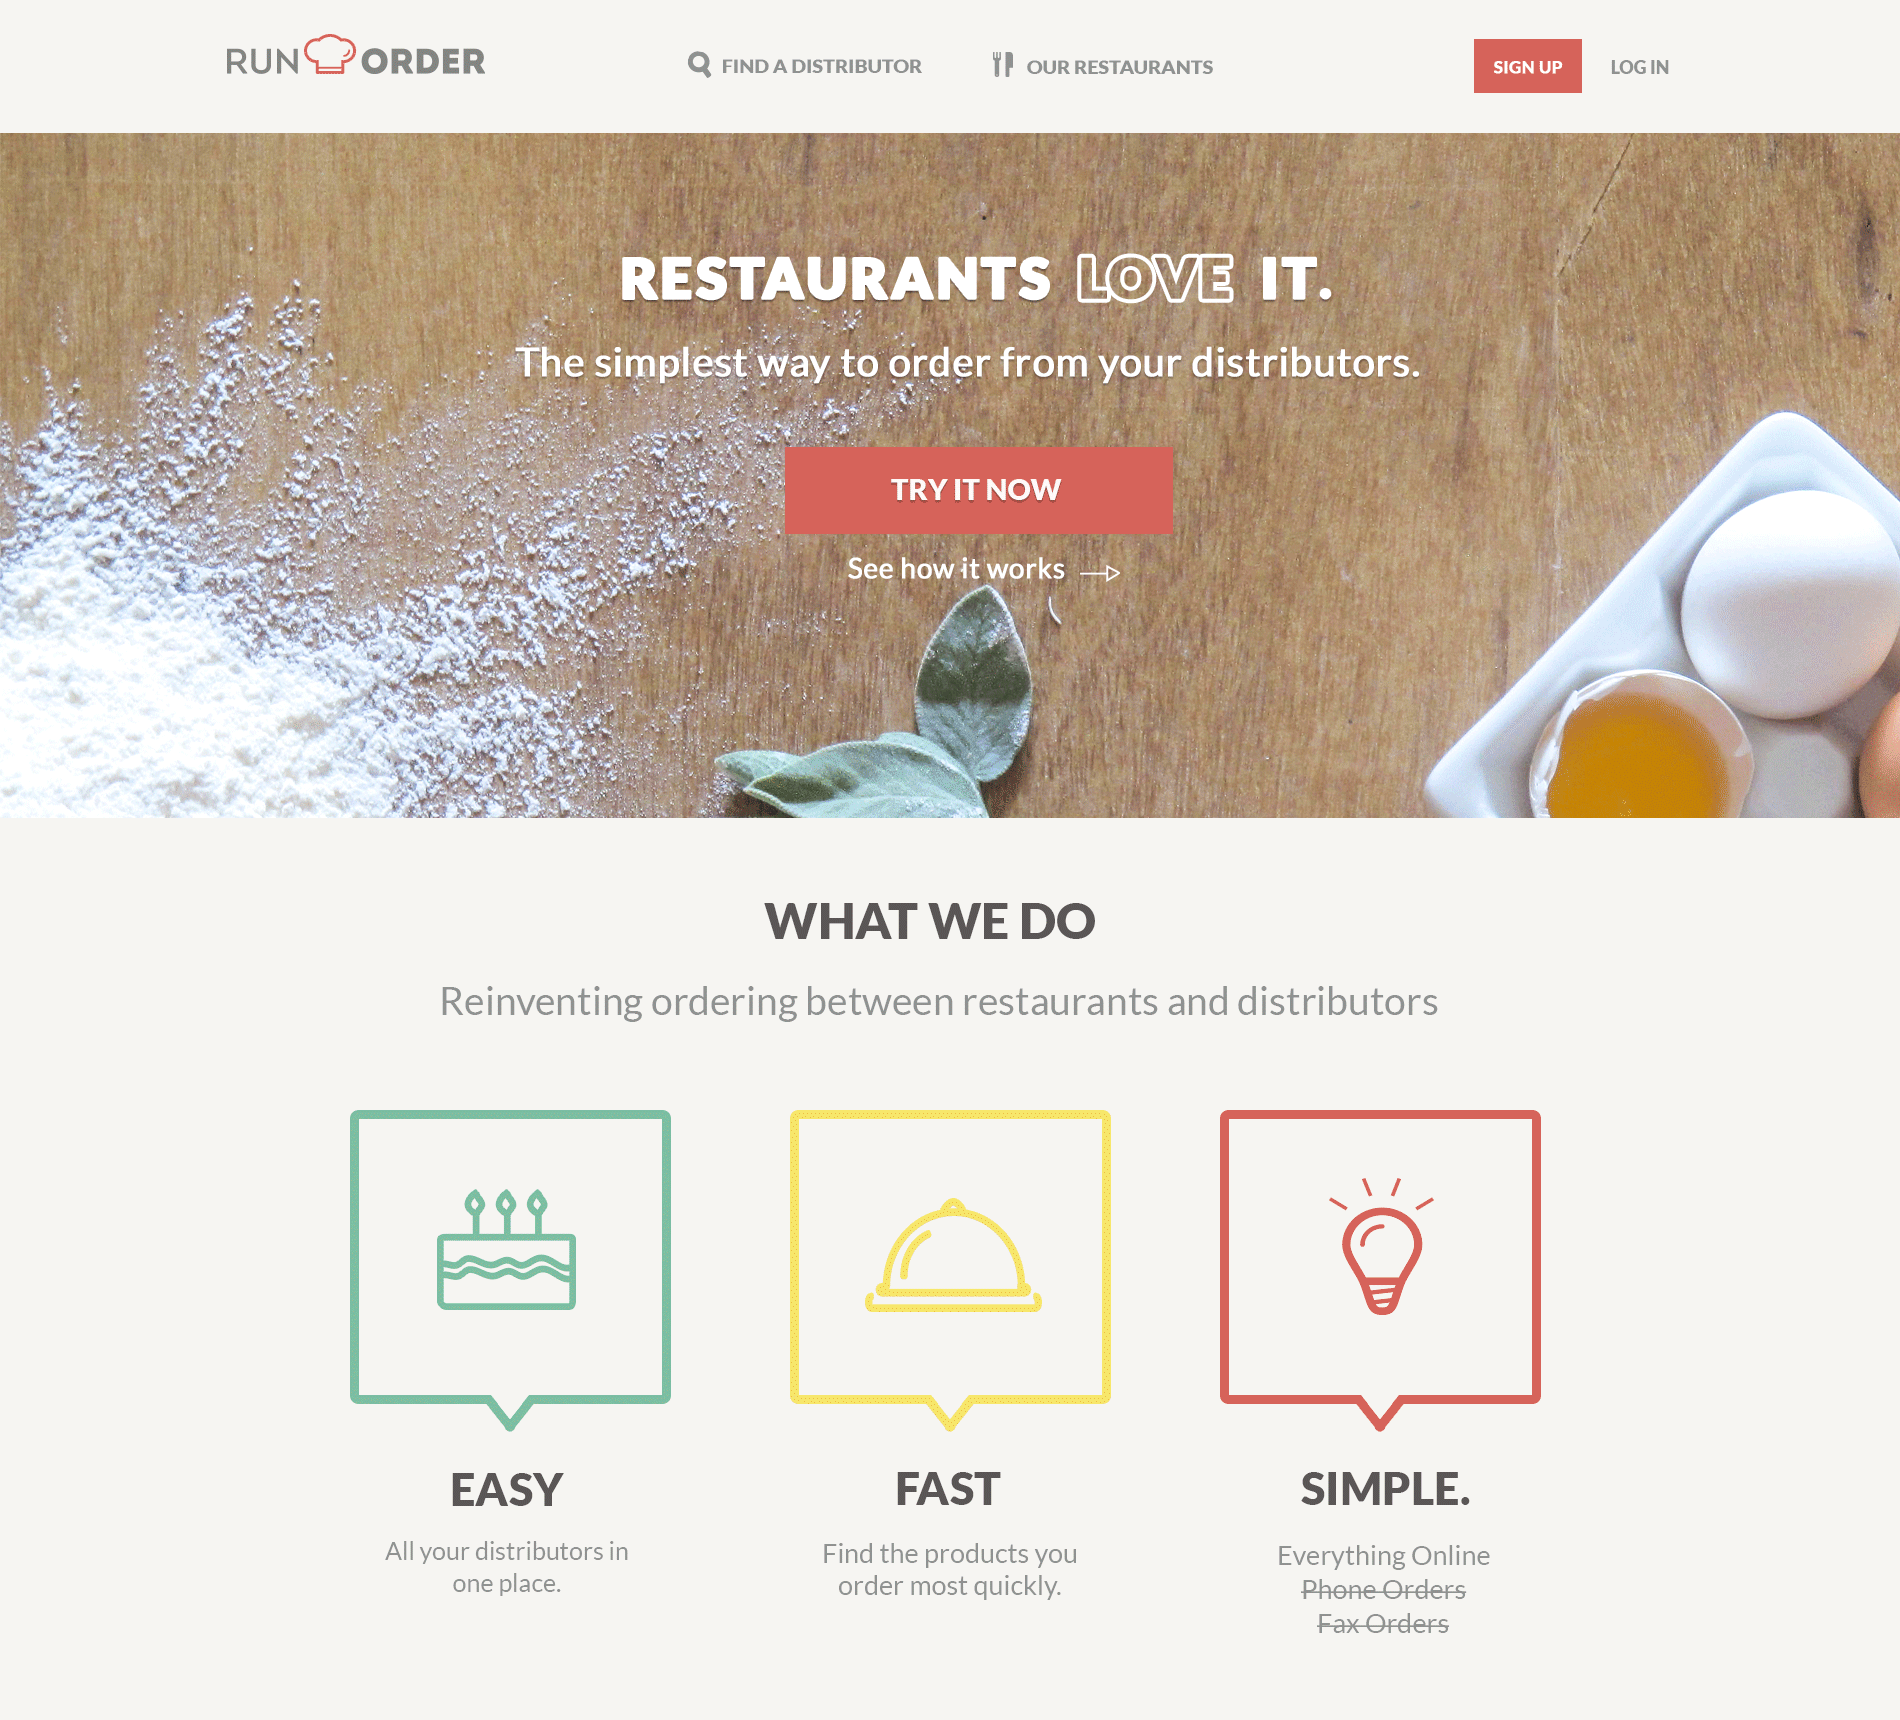 RUN ORDER
FIND A DISTRIBUTOR
OUR RESTAURANTS
SIGN UP
LOG IN
RESTAURANTS LOVE IT.
The simplest way to order from your distributors.
TRY IT NOW
See how it works
WHAT WE DO
Reinventing ordering between restaurants and distributors
EASY
All your distributors in
one place.
FAST
Find the products you
order most quickly.
SIMPLE.
Everything Online
Phone Orders
Fax Orders